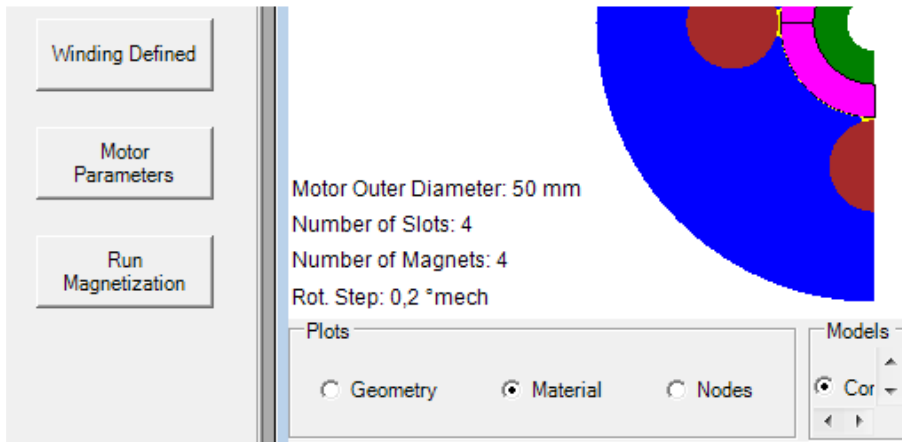 Winding Defined
Motor
Parameters
Run
Magnetization
Motor Outer Diameter: 50 mm
Number of Slots: 4
Number of Magnets: 4
Rot. Step: 0,2 °mech
Plots
Geometry
Material
Nodes
Models
Cor